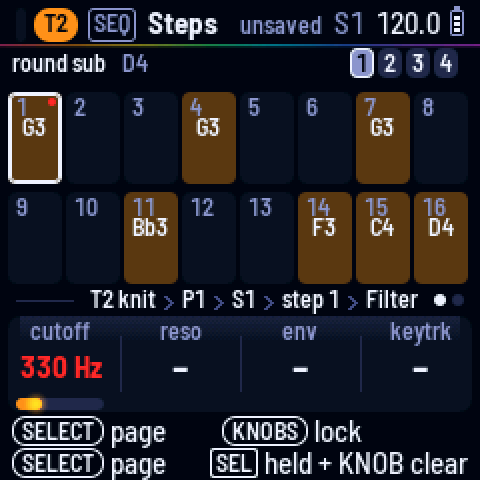 T2 SEQ Steps unsaved S1 120.0
round sub D4 1 2 3 4
1 2 3 4 5 6 7 8
G3 G3 G3
9 10 11 12 13 14 15 16
Bb3 F3 C4 D4
T2 knit > P1 > S1 > step 1 > Filter
cutoff reso env keytrk
330 Hz – – –
SELECT page KNOBS lock
SELECT page SEL held + KNOB clear